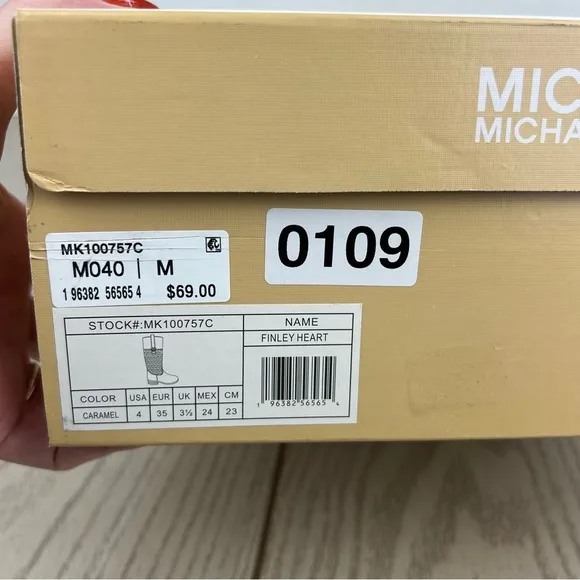 MIC
MICHA
MK100757C
M040 | M
1 96382 56565 4 $69.00
0109
STOCK#:MK100757C
NAME
FINLEY HEART
COLOR USA EUR UK MEX CM
CARAMEL 4 35 3½ 24 23
1 96382 56565 4